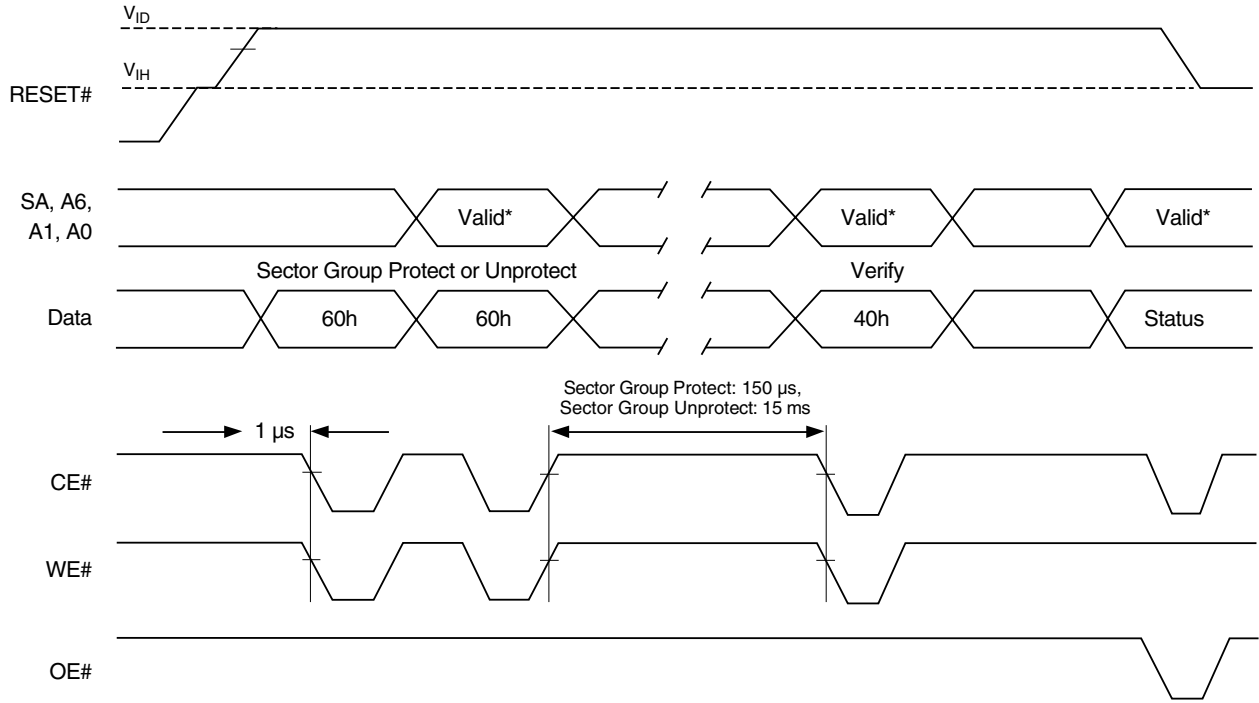 VID
VIH
RESET#
SA, A6,
A1, A0
Valid*
Valid*
Valid*
Sector Group Protect or Unprotect
Verify
Data
60h
60h
40h
Status
Sector Group Protect: 150 µs,
Sector Group Unprotect: 15 ms
1 µs
CE#
WE#
OE#